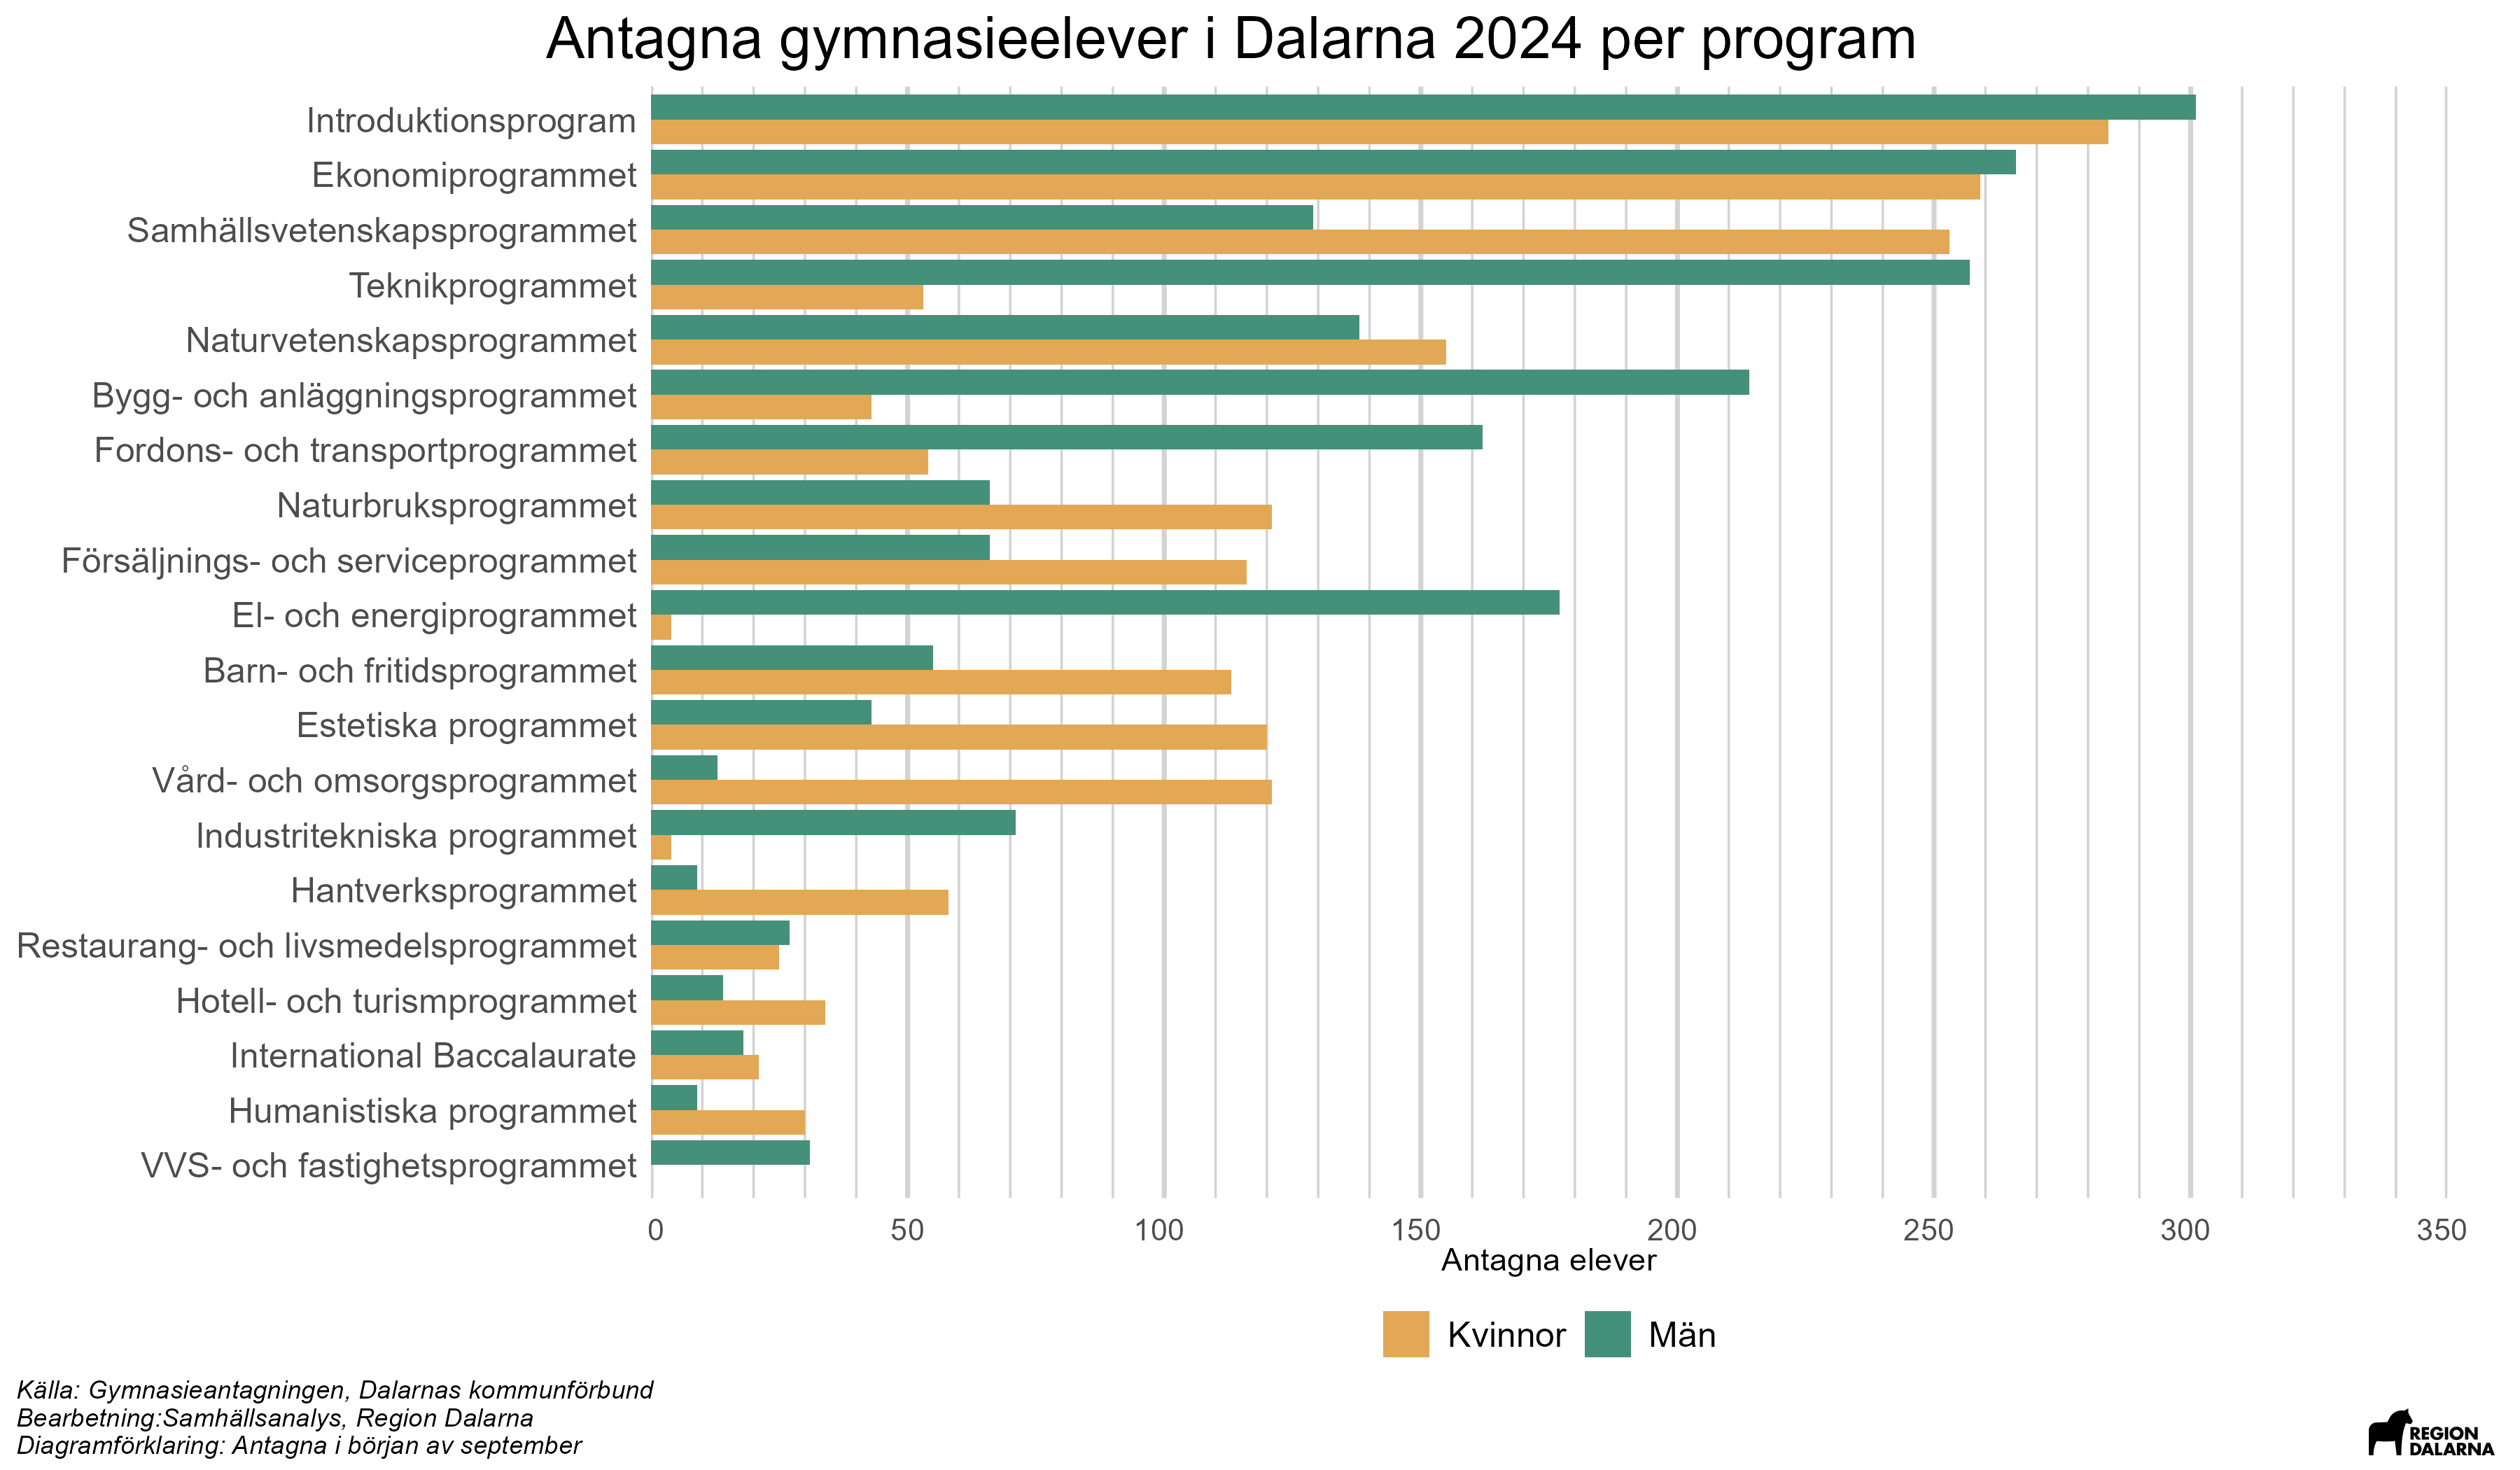 Antagna gymnasieelever i Dalarna 2024 per program
Introduktionsprogram
Ekonomiprogrammet
Samhällsvetenskapsprogrammet
Teknikprogrammet
Naturvetenskapsprogrammet
Bygg- och anläggningsprogrammet
Fordons- och transportprogrammet
Naturbruksprogrammet
Försäljnings- och serviceprogrammet
El- och energiprogrammet
Barn- och fritidsprogrammet
Estetiska programmet
Vård- och omsorgsprogrammet
Industritekniska programmet
Hantverksprogrammet
Restaurang- och livsmedelsprogrammet
Hotell- och turismprogrammet
International Baccalaurate
Humanistiska programmet
VVS- och fastighetsprogrammet
0 50 100 150 200 250 300 350
Antagna elever
Kvinnor Män
Källa: Gymnasieantagningen, Dalarnas kommunförbund
Bearbetning:Samhällsanalys, Region Dalarna
Diagramförklaring: Antagna i början av september
REGION
DALARNA